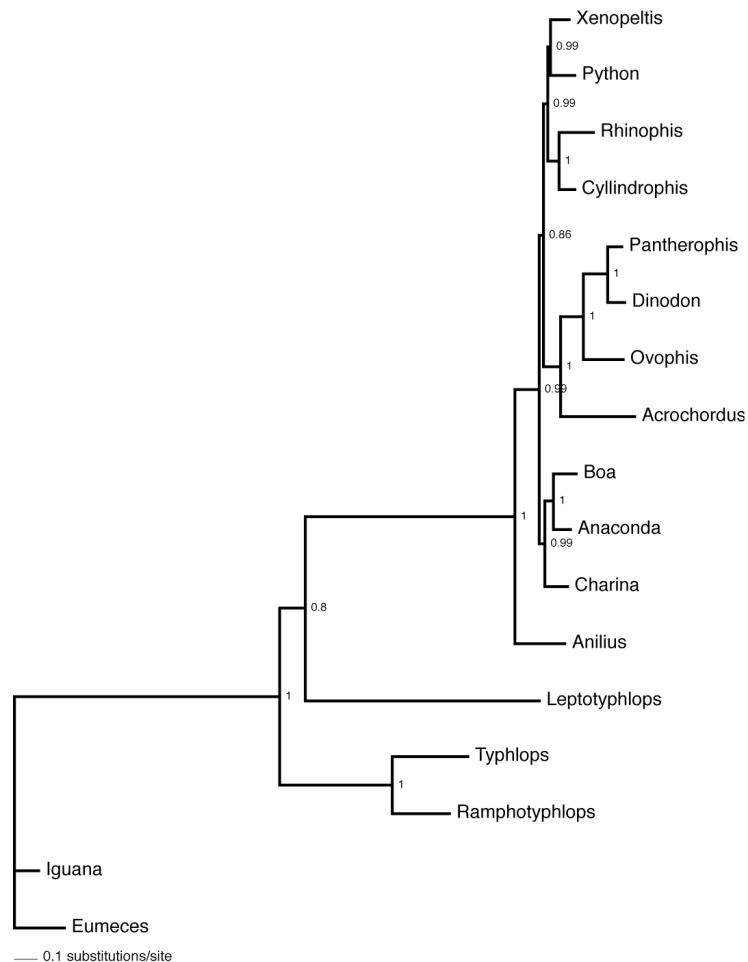 Xenopeltis
0.99
Python
0.99
Rhinophis
1
Cyllindrophis
0.86
Pantherophis
1
Dinodon
1
Ovophis
1
0.99
Acrochordus
Boa
1
Anaconda
1
0.99
Charina
0.8
Anilius
Leptotyphlops
1
Typhlops
1
Ramphotyphlops
Iguana
Eumeces
0.1 substitutions/site